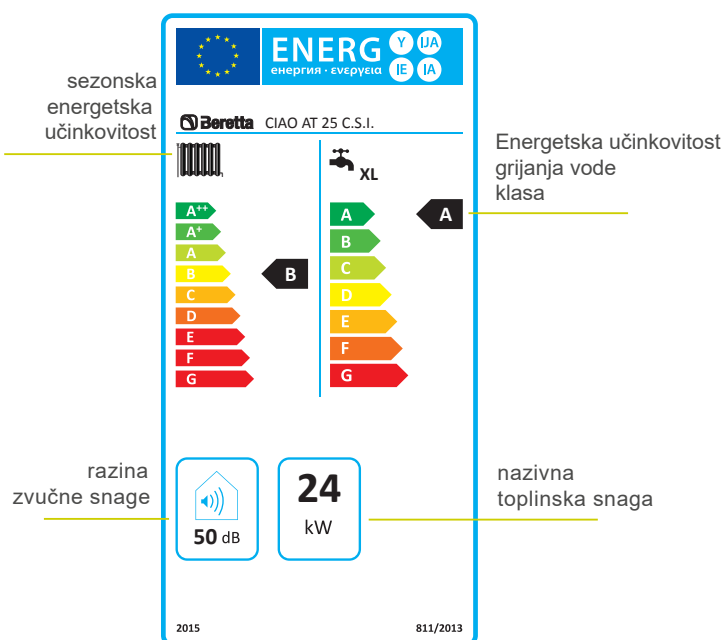 ENERG Y IJA
енергия · ενεργεια IE IA
sezonska
energetska
učinkovitost
Beretta CIAO AT 25 C.S.I.
Energetska učinkovitost
grijanja vode
klasa
XL
A++
A+
A
B
C
D
E
F
G
B
A
B
C
D
E
F
G
A
razina
zvučne snage
50 dB
24
kW
nazivna
toplinska snaga
2015
811/2013